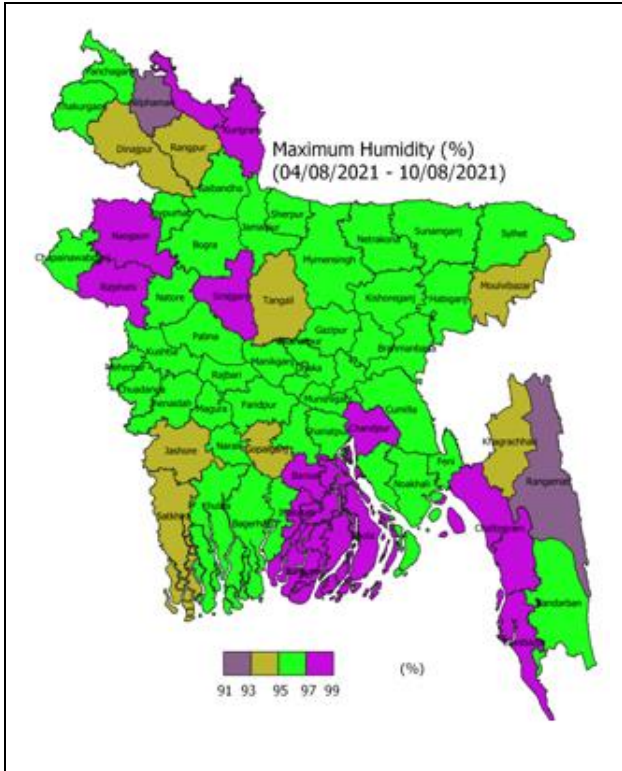 Panchagarh
Thakurgaon
Nilphamari
Dinajpur
Rangpur
Kurigram
Maximum Humidity (%)
(04/08/2021 - 10/08/2021)
Gaibandha
Joypurhat
Sherpur
Naogaon
Bogra
Jamalpur
Netrakona
Sunamganj
Sylhet
Mymensingh
Chapainawabganj
Rajshahi
Natore
Sirajganj
Tangail
Kishoreganj
Habiganj
Moulvibazar
Pabna
Gazipur
Kushtia
Manikganj
Dhaka
Brahmanbaria
Meherpur
Rajbari
Chuadanga
Jhenaidah
Magura
Faridpur
Munshiganj
Cumilla
Shariatpur
Chandpur
Jashore
Narail
Gopalganj
Khagrachhari
Feni
Rangamati
Barisal
Noakhali
Satkhira
Khulna
Bagerhat
Chattogram
Bandarban
91 93 95 97 99
(%)